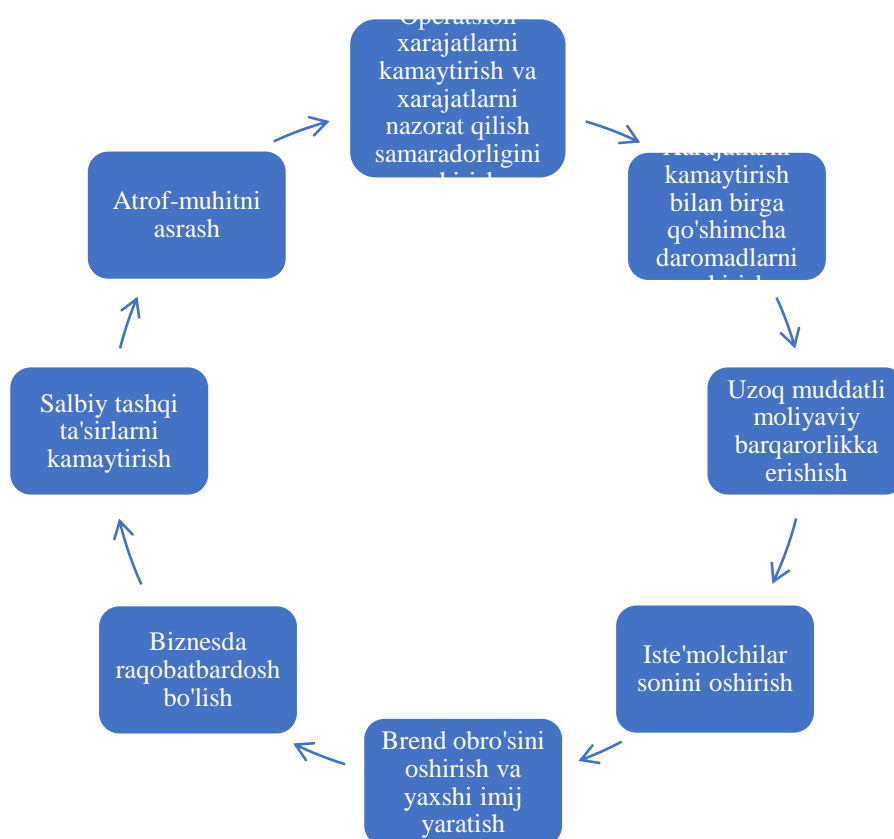 Operatsion
xarajatlarni
kamaytirish va
xarajatlarni
nazorat qilish
samaradorligini
Xarajatlarni
kamaytirish
bilan birga
qo'shimcha
daromadlarni
Uzoq muddatli
moliyaviy
barqarorlikka
erishish
Iste'molchilar
sonini oshirish
Brend obro'sini
oshirish va
yaxshi imij
yaratish
Biznesda
raqobatbardosh
bo'lish
Salbiy tashqi
ta'sirlarni
kamaytirish
Atrof-muhitni
asrash